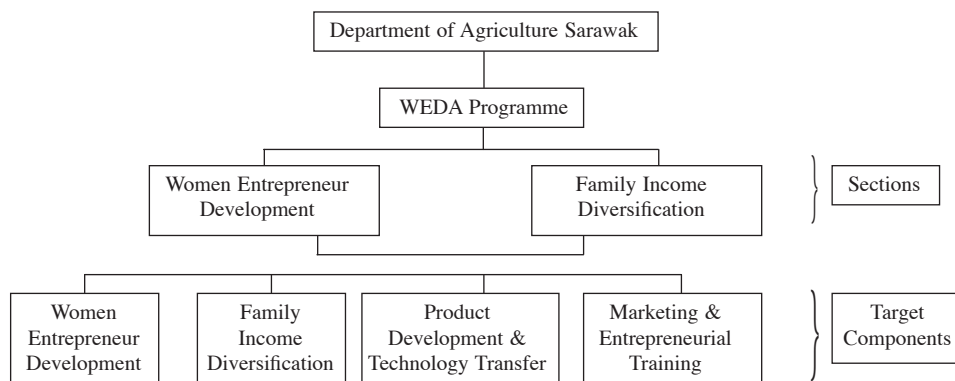 Department of Agriculture Sarawak
WEDA Programme
Women Entrepreneur
Development
Family Income
Diversification
Sections
Women
Entrepreneur
Development
Family
Income
Diversification
Product
Development &
Technology Transfer
Marketing &
Entrepreneurial
Training
Target
Components